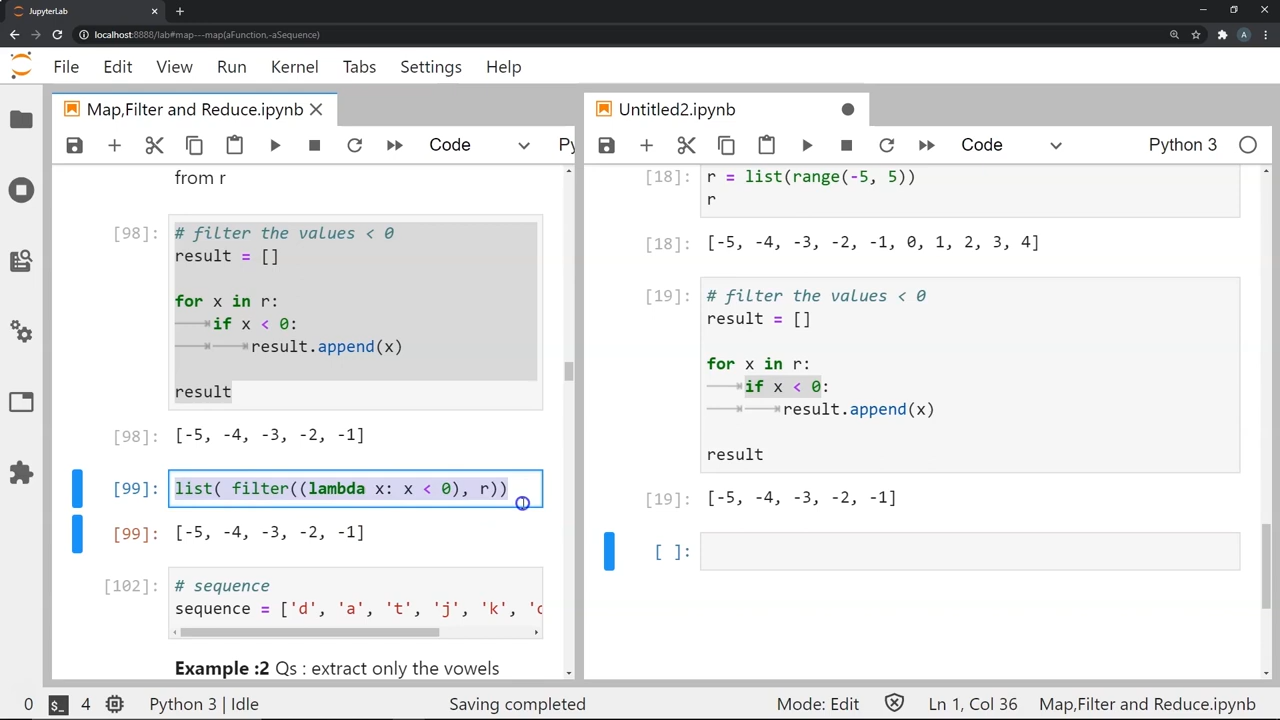 JupyterLab
localhost:8888/lab#map---map(aFunction,-aSequence)
File Edit View Run Kernel Tabs Settings Help
Map,Filter and Reduce.ipynb
Code
Py
from r
[98]:
# filter the values < 0
result = []
for x in r:
if x < 0:
result.append(x)
result
[98]: [-5, -4, -3, -2, -1]
[99]: list( filter((lambda x: x < 0), r))
[99]: [-5, -4, -3, -2, -1]
[102]: # sequence
sequence = ['d', 'a', 't', 'j', 'k', '
Example :2 Qs : extract only the vowels
Untitled2.ipynb
Code Python 3
[18]: r = list(range(-5, 5))
r
[18]: [-5, -4, -3, -2, -1, 0, 1, 2, 3, 4]
[19]: # filter the values < 0
result = []
for x in r:
if x < 0:
result.append(x)
result
[19]: [-5, -4, -3, -2, -1]
[ ]:
0 $_ 4 Python 3 | Idle Saving completed Mode: Edit Ln 1, Col 36 Map,Filter and Reduce.ipynb